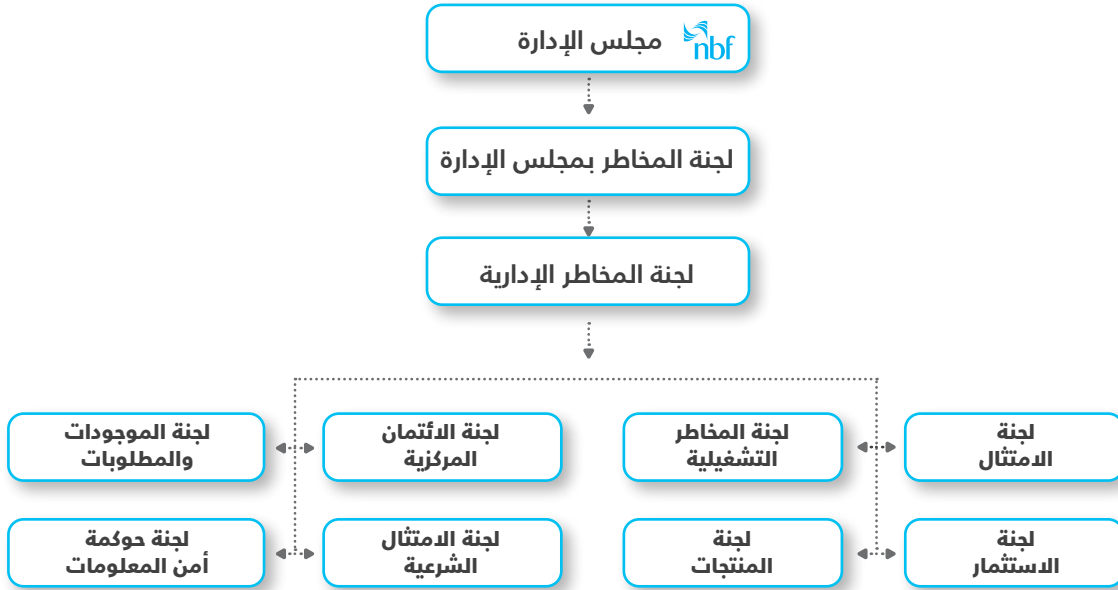 مجلس الإدارة nbf
لجنة المخاطر بمجلس الإدارة
لجنة المخاطر الإدارية
لجنة
الامتثال
لجنة المخاطر
التشغيلية
لجنة الائتمان
المركزية
لجنة الموجودات
والمطلوبات
لجنة
الاستثمار
لجنة
المنتجات
لجنة الامتثال
الشرعية
لجنة حوكمة
أمن المعلومات